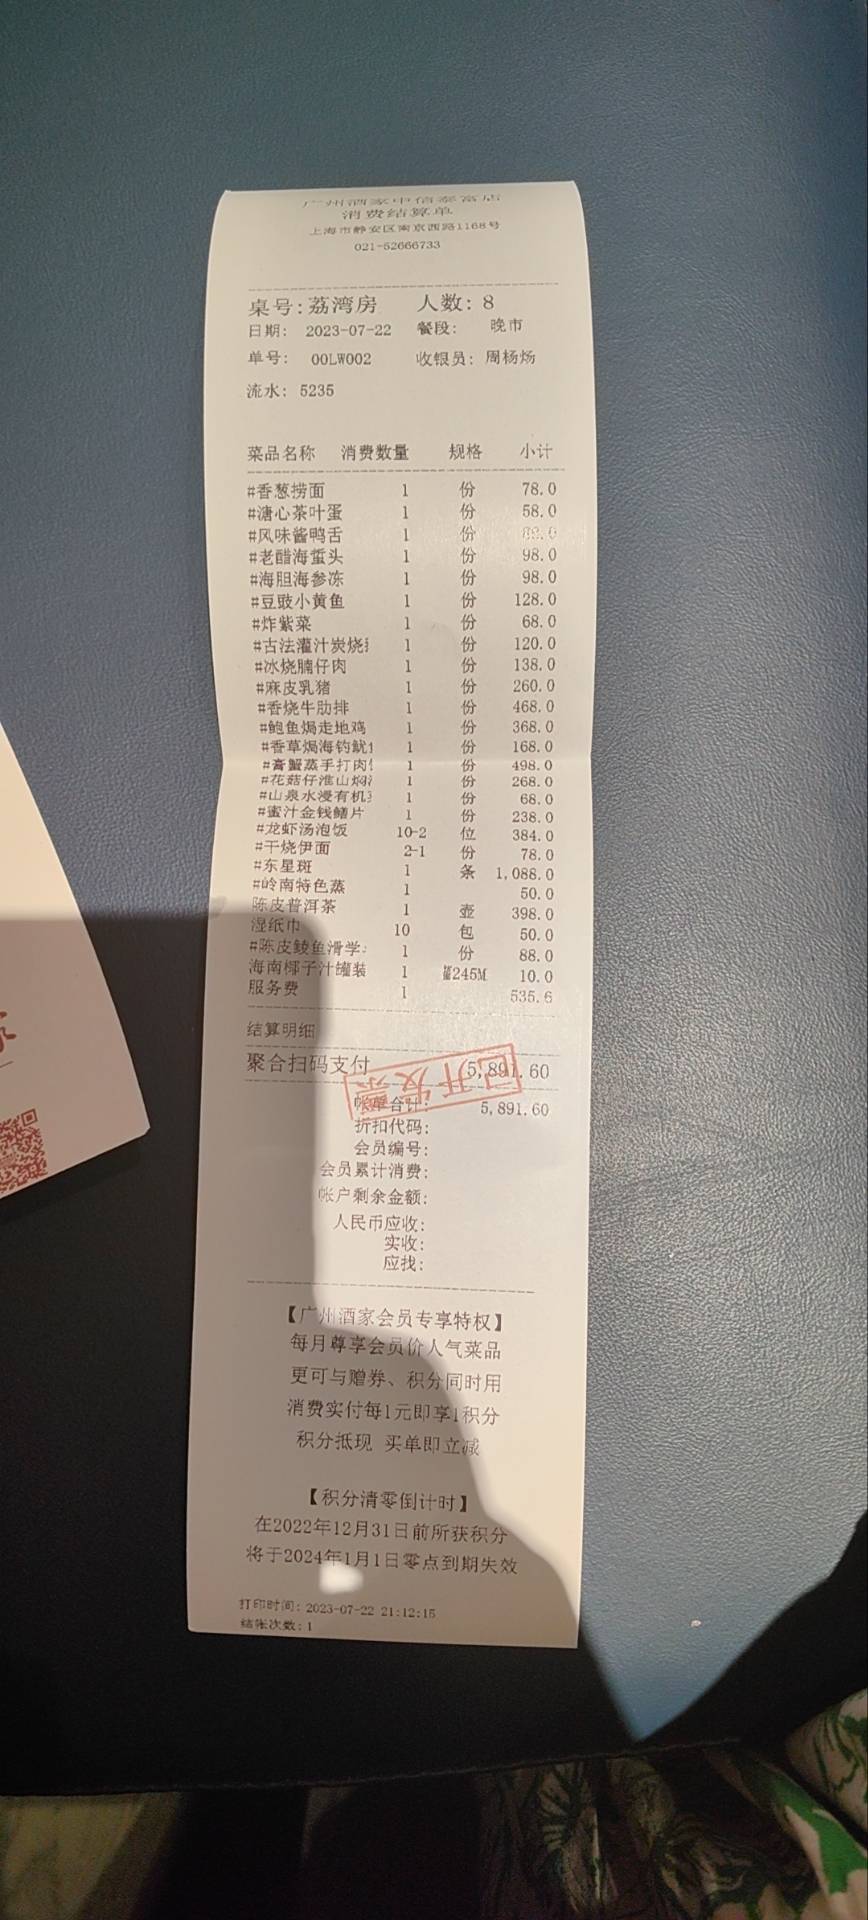 广州酒家中信泰富店
消费结算单
上海市静安区南京西路1168号
021-52666733
桌号:荔湾房 人数: 8
日期: 2023-07-22 餐段: 晚市
单号: 00LW002 收银员: 周杨炀
流水: 5235
菜品名称 消费数量 规格 小计
#香葱捞面 1 份 78.0
#溏心茶叶蛋 1 份 58.0
#风味酱鸭舌 1 份
#老醋海蜇头 1 份 98.0
#海胆海参冻 1 份 98.0
#豆豉小黄鱼 1 份 128.0
#炸紫菜 1 份 68.0
#古法灌汁炭烧 1 份 120.0
#冰烧腩仔肉 1 份 138.0
#麻皮乳猪 1 份 260.0
#香烧牛肋排 1 份 468.0
#鲍鱼焗走地鸡 1 份 368.0
#香草焗海钓鱿 1 份 168.0
#膏蟹蒸手打肉 1 份 498.0
#花菇仔淮山焖 1 份 268.0
#山泉水浸有机 1 份 68.0
#蜜汁金钱鳝片 1 份 238.0
#龙虾汤泡饭 10-2 位 384.0
#干烧伊面 2-1 份 78.0
#东星斑 1 条 1,088.0
#岭南特色蒸 1 50.0
陈皮普洱茶 1 壶 398.0
湿纸巾 10 包 50.0
#陈皮鲮鱼滑学 1 份 88.0
海南椰子汁罐装 1 罐245M 10.0
服务费 1 535.6
结算明细
聚合扫码支付 5,891.60
已开发票
帐单合计: 5,891.60
折扣代码:
会员编号:
会员累计消费:
帐户剩余金额:
人民币应收:
实收:
应找:
【广州酒家会员专享特权】
每月尊享会员价人气菜品
更可与赠券、积分同时用
消费实付每1元即享1积分
积分抵现 买单即立减
【积分清零倒计时】
在2022年12月31日前所获积分
将于2024年1月1日零点到期失效
打印时间: 2023-07-22 21:12:15
结帐次数: 1